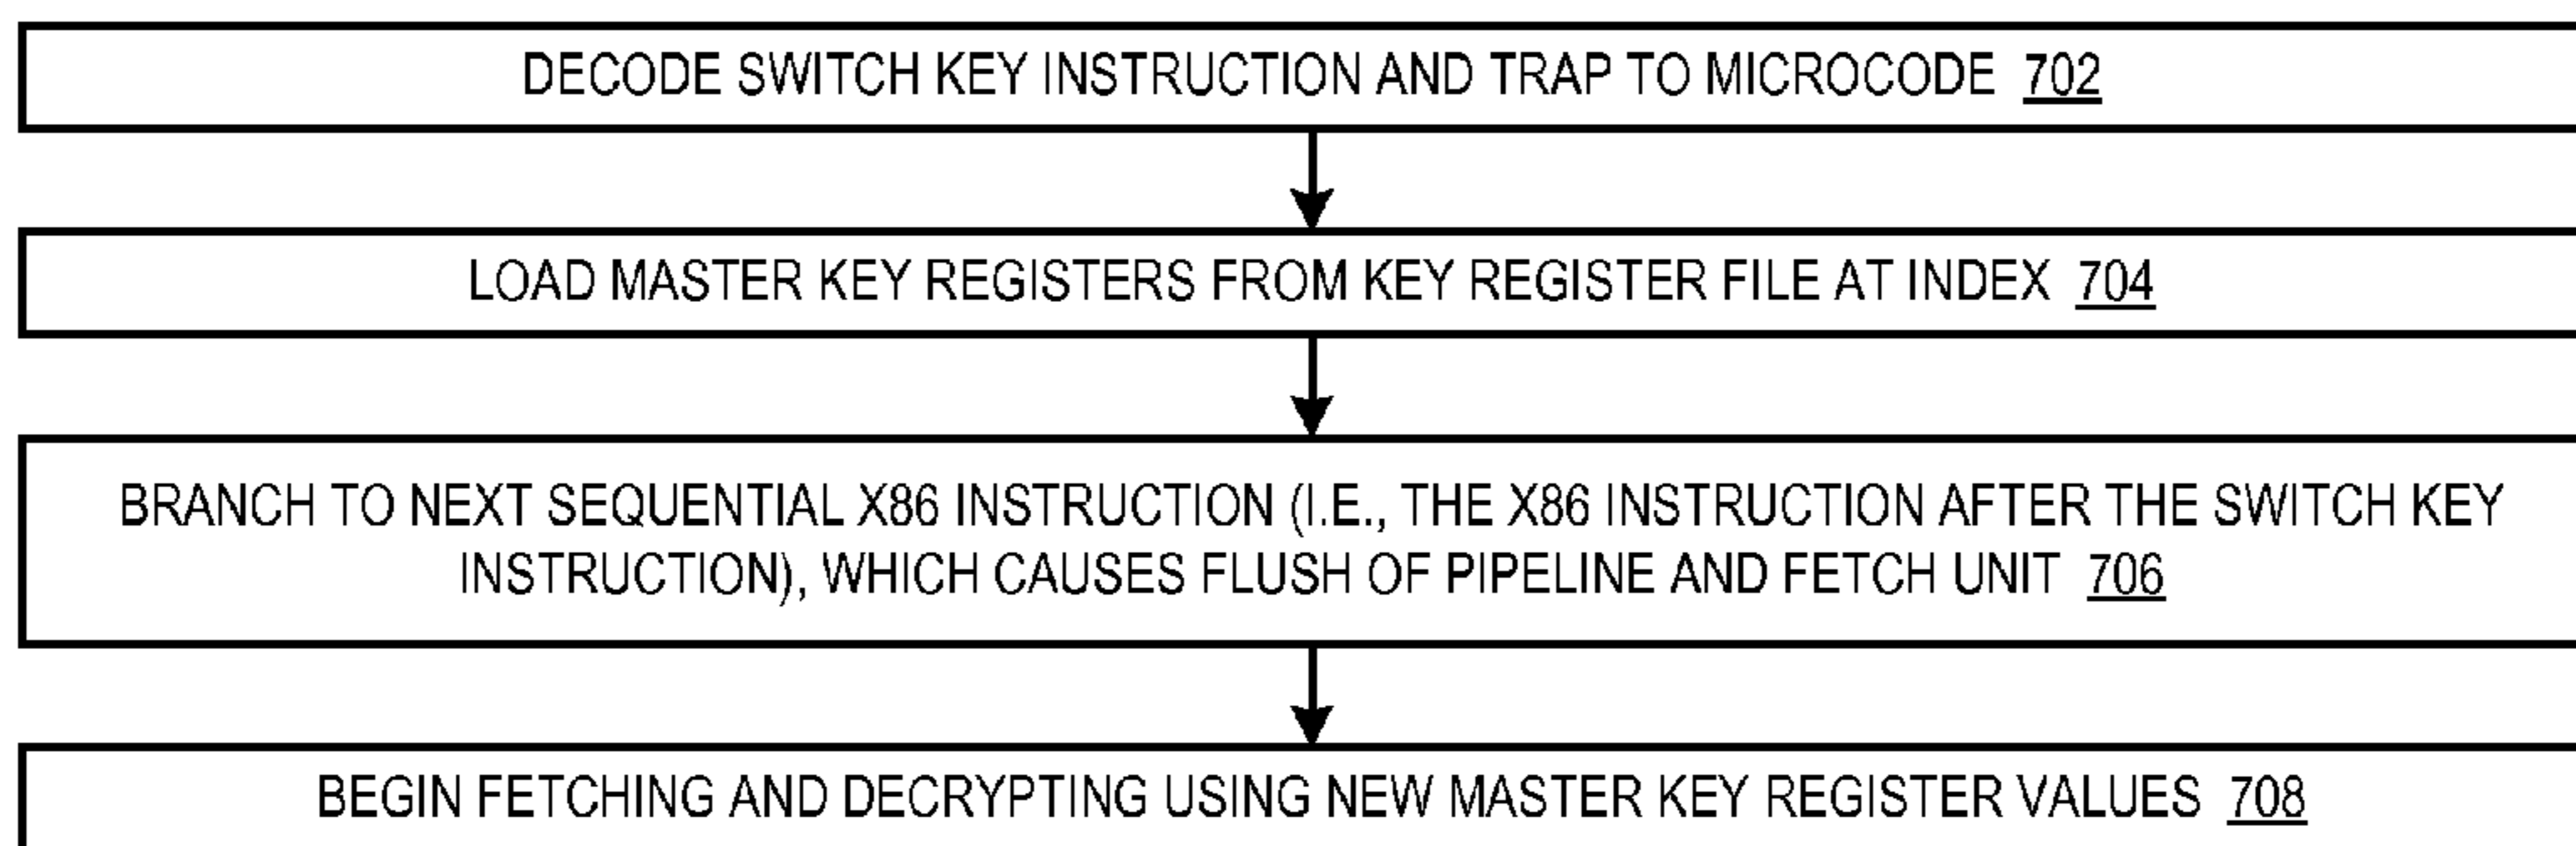 DECODE SWITCH KEY INSTRUCTION AND TRAP TO MICROCODE 702
LOAD MASTER KEY REGISTERS FROM KEY REGISTER FILE AT INDEX 704
BRANCH TO NEXT SEQUENTIAL X86 INSTRUCTION (I.E., THE X86 INSTRUCTION AFTER THE SWITCH KEY
INSTRUCTION), WHICH CAUSES FLUSH OF PIPELINE AND FETCH UNIT 706
BEGIN FETCHING AND DECRYPTING USING NEW MASTER KEY REGISTER VALUES 708